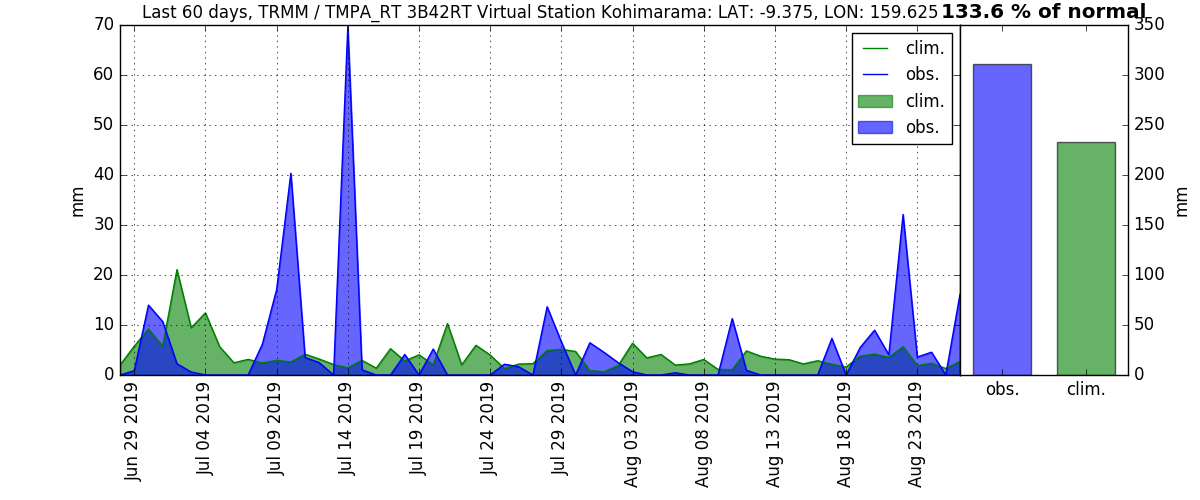 Last 60 days, TRMM / TMPA_RT 3B42RT Virtual Station Kohimarama: LAT: -9.375, LON: 159.625 133.6 % of normal
70
60
50
40
30
20
10
0
mm
clim.
obs.
clim.
obs.
Jun 29 2019
Jul 04 2019
Jul 09 2019
Jul 14 2019
Jul 19 2019
Jul 24 2019
Jul 29 2019
Aug 03 2019
Aug 08 2019
Aug 13 2019
Aug 18 2019
Aug 23 2019
350
300
250
200
150
100
50
0
mm
obs. clim.